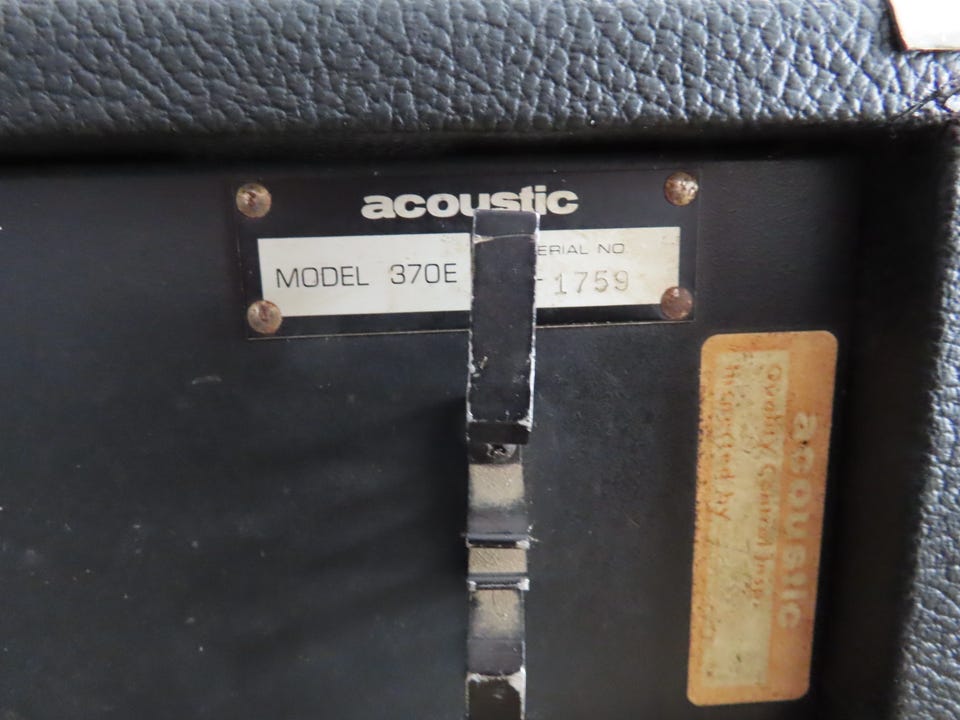 acoustic
MODEL 370E
ERIAL NO
1759
acoustic
Quality Control Insp.
Inspected by